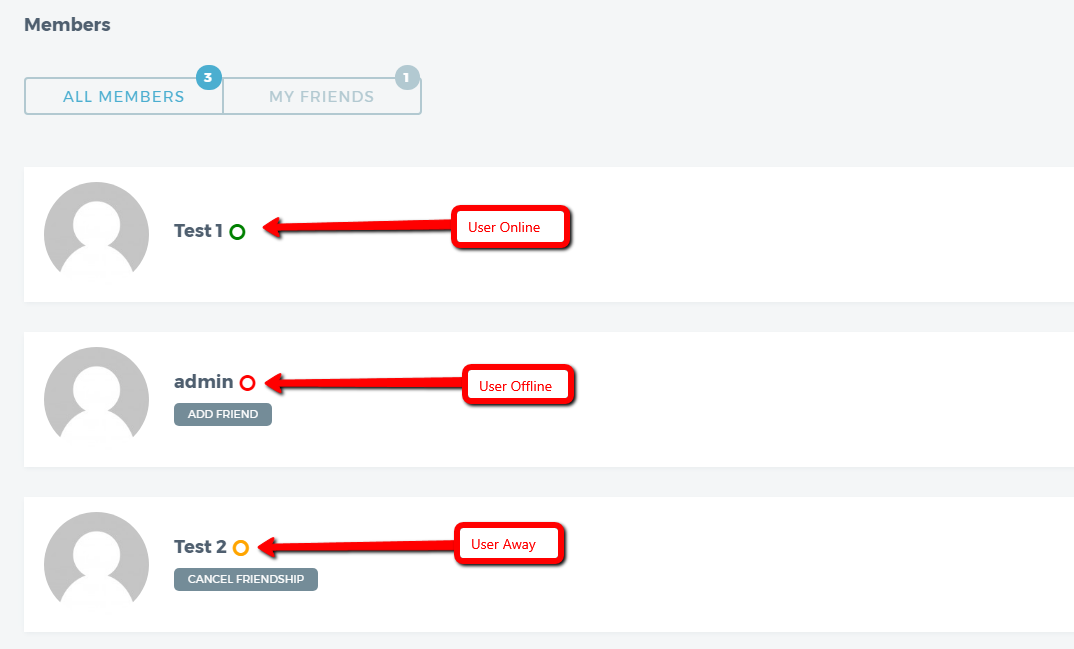 Members
3
1
ALL MEMBERS
MY FRIENDS
Test 1
User Online
admin
User Offline
ADD FRIEND
Test 2
User Away
CANCEL FRIENDSHIP